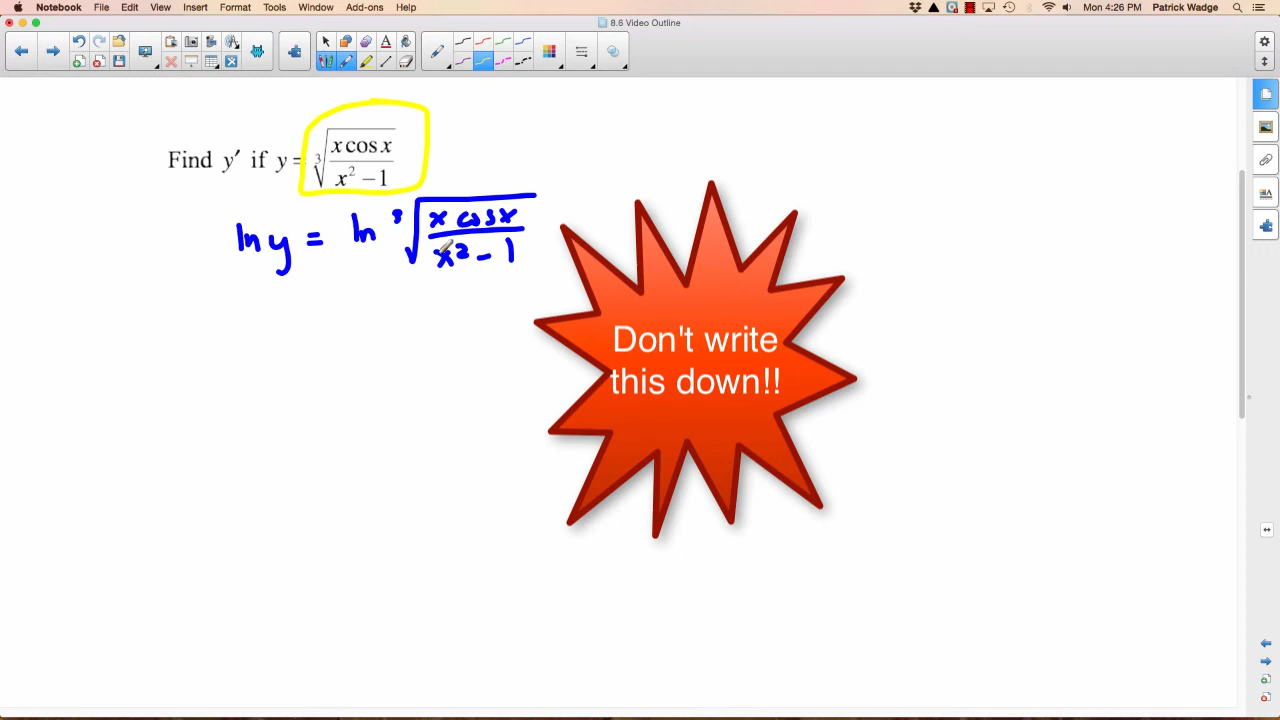 Notebook File Edit View Insert Format Tools Window Add-ons Help Mon 4:26 PM Patrick Wadge
8.6 Video Outline
A
Find y′ if y = ∛((x cos x)/(x² − 1))
ln y = ln ∛((x cos x)/(x² − 1))
Don't write
this down!!